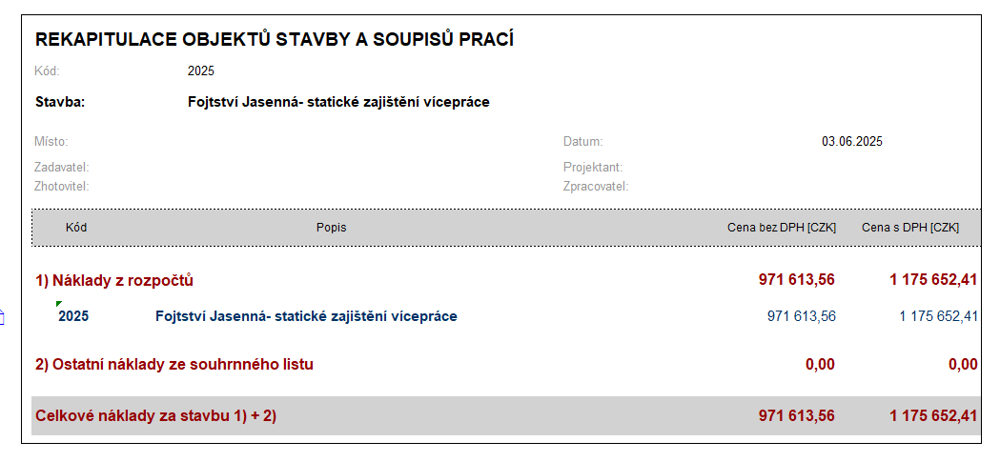 REKAPITULACE OBJEKTŮ STAVBY A SOUPISŮ PRACÍ
Kód: 2025
Stavba: Fojtství Jasenná- statické zajištění vícepráce
Místo: Datum: 03.06.2025
Zadavatel: Projektant:
Zhotovitel: Zpracovatel:
Kód Popis Cena bez DPH [CZK] Cena s DPH [CZK]
1) Náklady z rozpočtů 971 613,56 1 175 652,41
2025 Fojtství Jasenná- statické zajištění vícepráce 971 613,56 1 175 652,41
2) Ostatní náklady ze souhrnného listu 0,00 0,00
Celkové náklady za stavbu 1) + 2) 971 613,56 1 175 652,41